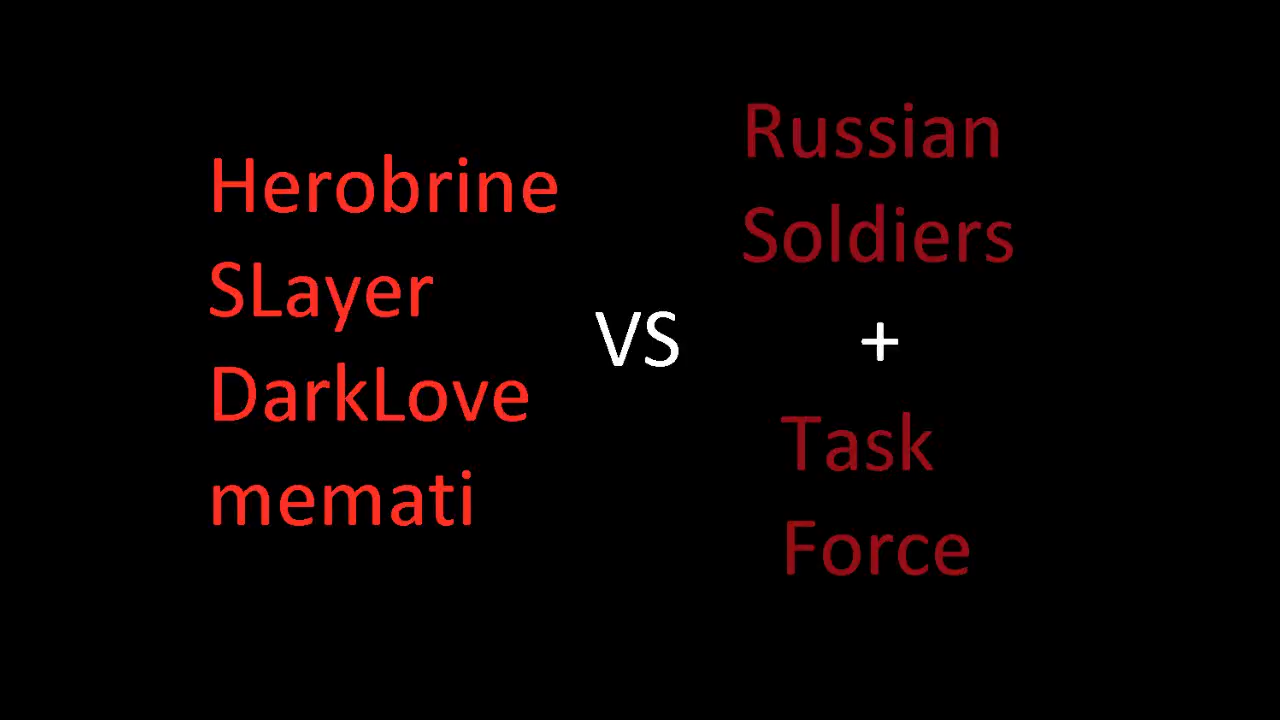 Herobrine
SLayer
DarkLove
memati
VS
Russian
Soldiers
+
Task
Force